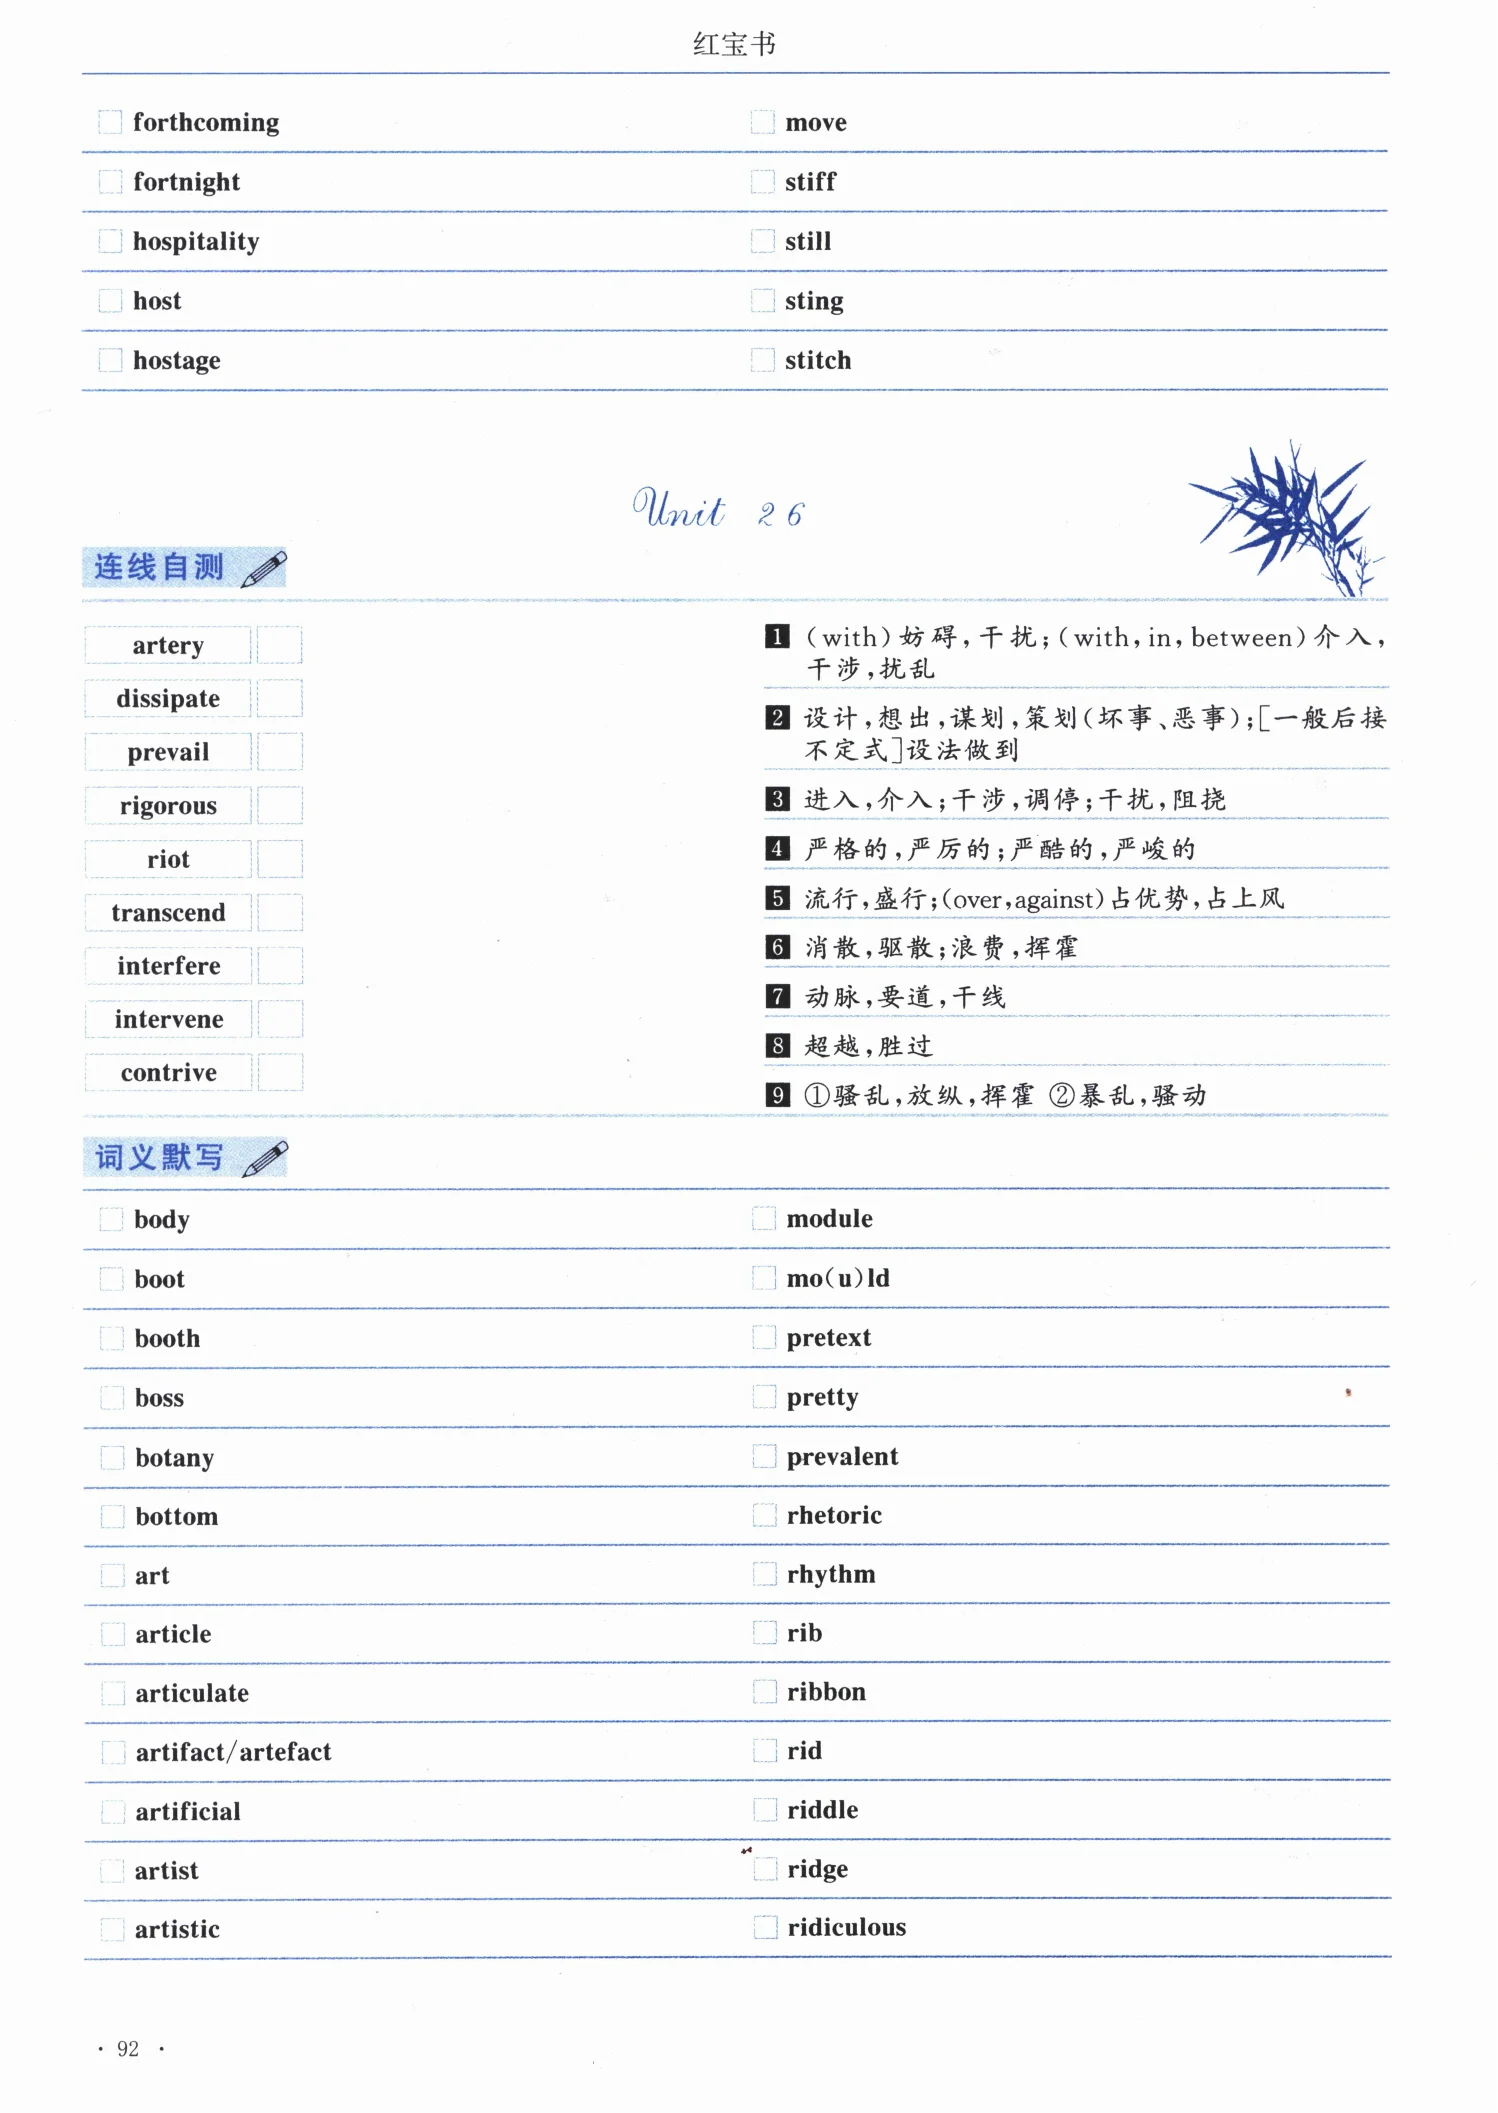 红宝书
forthcoming
move
fortnight
stiff
hospitality
still
host
sting
hostage
stitch
Unit 26
连线自测
artery
dissipate
prevail
rigorous
riot
transcend
interfere
intervene
contrive
1 (with)妨碍,干扰;(with,in,between)介入,
干涉,扰乱
2 设计,想出,谋划,策划(坏事、恶事);[一般后接
不定式]设法做到
3 进入,介入;干涉,调停;干扰,阻挠
4 严格的,严厉的;严酷的,严峻的
5 流行,盛行;(over,against)占优势,占上风
6 消散,驱散;浪费,挥霍
7 动脉,要道,干线
8 超越,胜过
9 ①骚乱,放纵,挥霍 ②暴乱,骚动
词义默写
body
module
boot
mo(u)ld
booth
pretext
boss
pretty
botany
prevalent
bottom
rhetoric
art
rhythm
article
rib
articulate
ribbon
artifact/artefact
rid
artificial
riddle
artist
ridge
artistic
ridiculous
· 92 ·